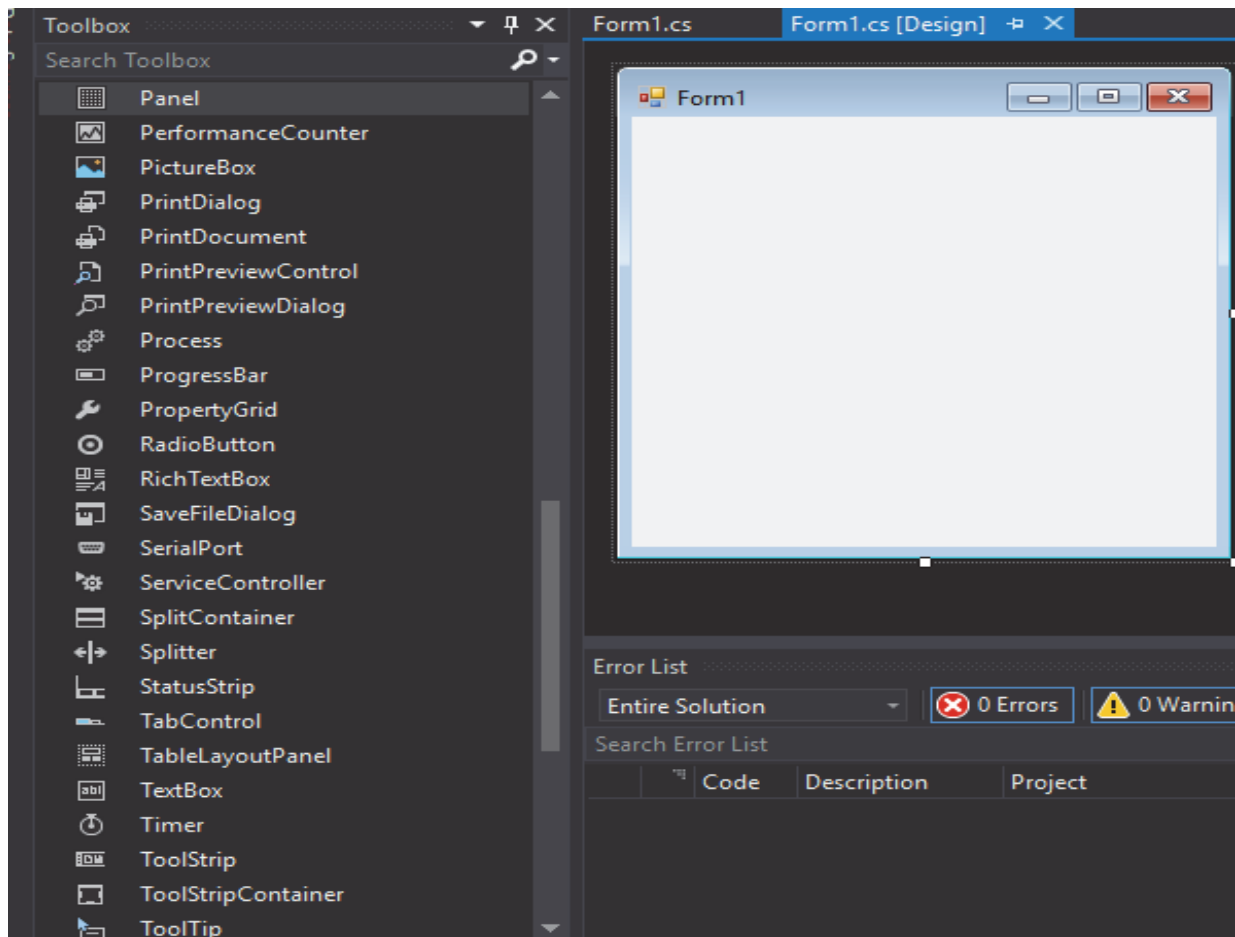 Toolbox
Search Toolbox
Panel
PerformanceCounter
PictureBox
PrintDialog
PrintDocument
PrintPreviewControl
PrintPreviewDialog
Process
ProgressBar
PropertyGrid
RadioButton
RichTextBox
SaveFileDialog
SerialPort
ServiceController
SplitContainer
Splitter
StatusStrip
TabControl
TableLayoutPanel
TextBox
Timer
ToolStrip
ToolStripContainer
ToolTip
Form1.cs Form1.cs [Design]
Form1
Error List
Entire Solution 0 Errors 0 Warnin
Search Error List
Code Description Project